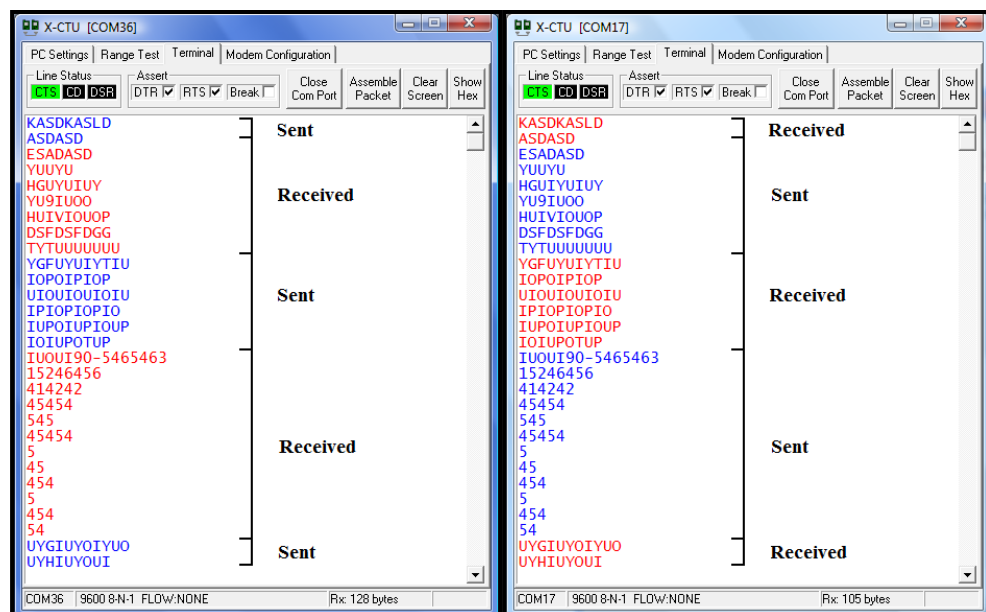 X-CTU [COM36]
PC Settings Range Test Terminal Modem Configuration
Line Status
CTS CD DSR
Assert
DTR RTS Break
Close Com Port
Assemble Packet
Clear Screen
Show Hex
KASDKASLD
ASDASD
Sent
ESADASD
YUUYU
HGUYUIUY
YU9IUOO
HUIVIOUOP
DSFDSFDGG
TYTUUUUUUU
Received
YGFUYUIYTIU
IOPOIPIOP
UIOUIOUIOIU
IPIOPIOPIO
IUPOIUPIOUP
IOIUPOTUP
Sent
IUOUI90-5465463
15246456
414242
45454
545
45454
5
45
454
5
454
54
Received
UYGIUYOIYUO
UYHIUYOUI
Sent
COM36 9600 8-N-1 FLOW:NONE Rx: 128 bytes
X-CTU [COM17]
PC Settings Range Test Terminal Modem Configuration
Line Status
CTS CD DSR
Assert
DTR RTS Break
Close Com Port
Assemble Packet
Clear Screen
Show Hex
KASDKASLD
ASDASD
Received
ESADASD
YUUYU
HGUIYUIUY
YU9IUOO
HUIVIOUOP
DSFDSFDGG
TYTUUUUUUU
Sent
YGFUYUIYTIU
IOPOIPIOP
UIOUIOUIOIU
IPIOPIOPIO
IUPOIUPIOUP
IOIUPOTUP
Received
IUOUI90-5465463
15246456
414242
45454
545
45454
5
45
454
5
454
54
Sent
UYGIUYOIYUO
UYHIUYOUI
Received
COM17 9600 8-N-1 FLOW:NONE Rx: 105 bytes